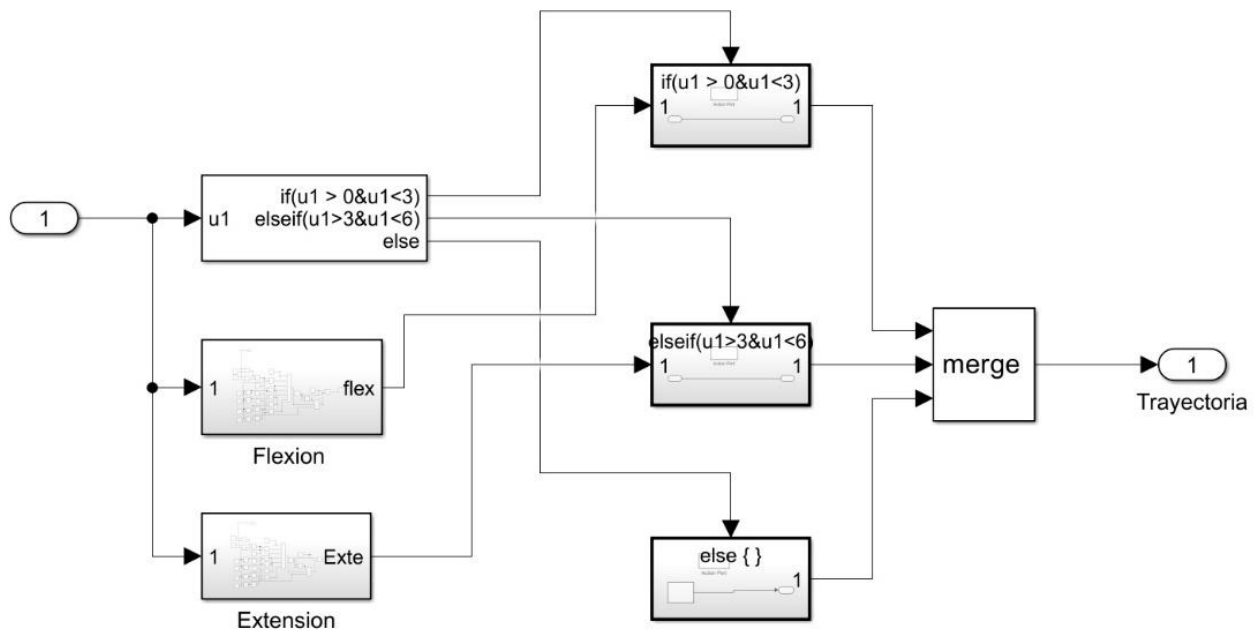 if(u1 > 0&u1<3)
1
1
if(u1 > 0&u1<3)
1
u1
elseif(u1>3&u1<6)
else
elseif(u1>3&u1<6)
1
1
merge
1
Trayectoria
1
flex
Flexion
1
Exte
Extension
else { }
1